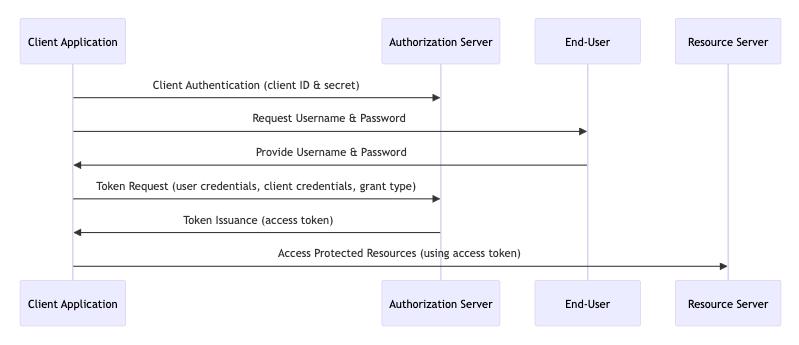 Client Application
Authorization Server
End-User
Resource Server
Client Authentication (client ID & secret)
Request Username & Password
Provide Username & Password
Token Request (user credentials, client credentials, grant type)
Token Issuance (access token)
Access Protected Resources (using access token)
Client Application
Authorization Server
End-User
Resource Server